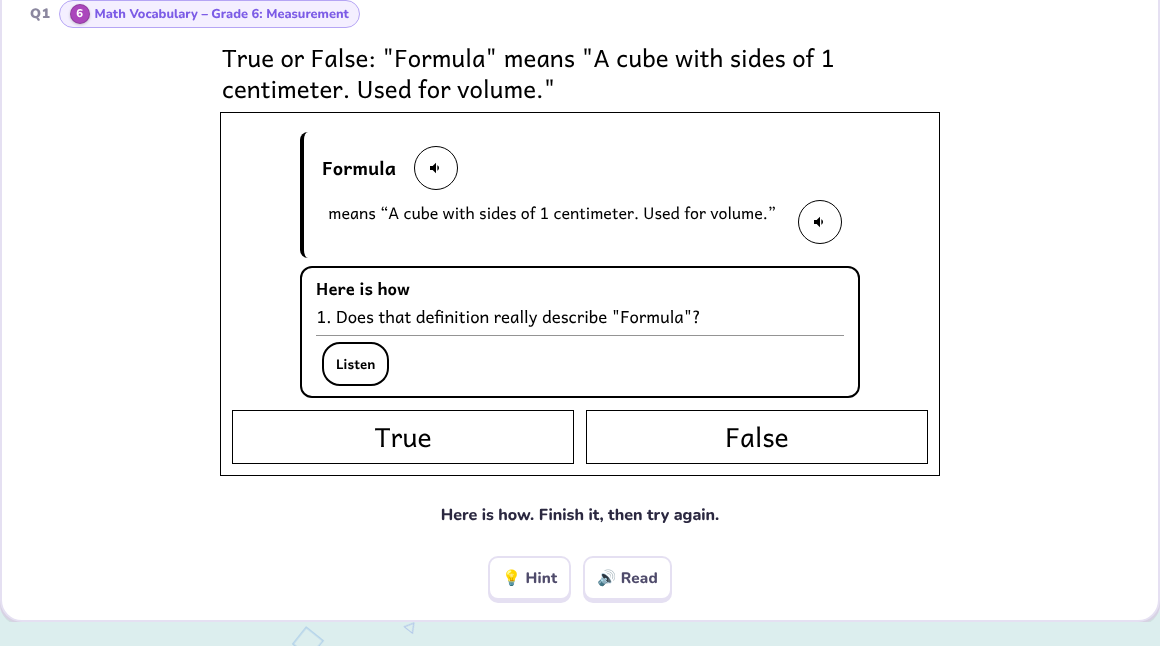 Q1
6 Math Vocabulary – Grade 6: Measurement
True or False: "Formula" means "A cube with sides of 1
centimeter. Used for volume."
Formula
means “A cube with sides of 1 centimeter. Used for volume.”
Here is how
1. Does that definition really describe "Formula"?
Listen
True
False
Here is how. Finish it, then try again.
Hint
Read